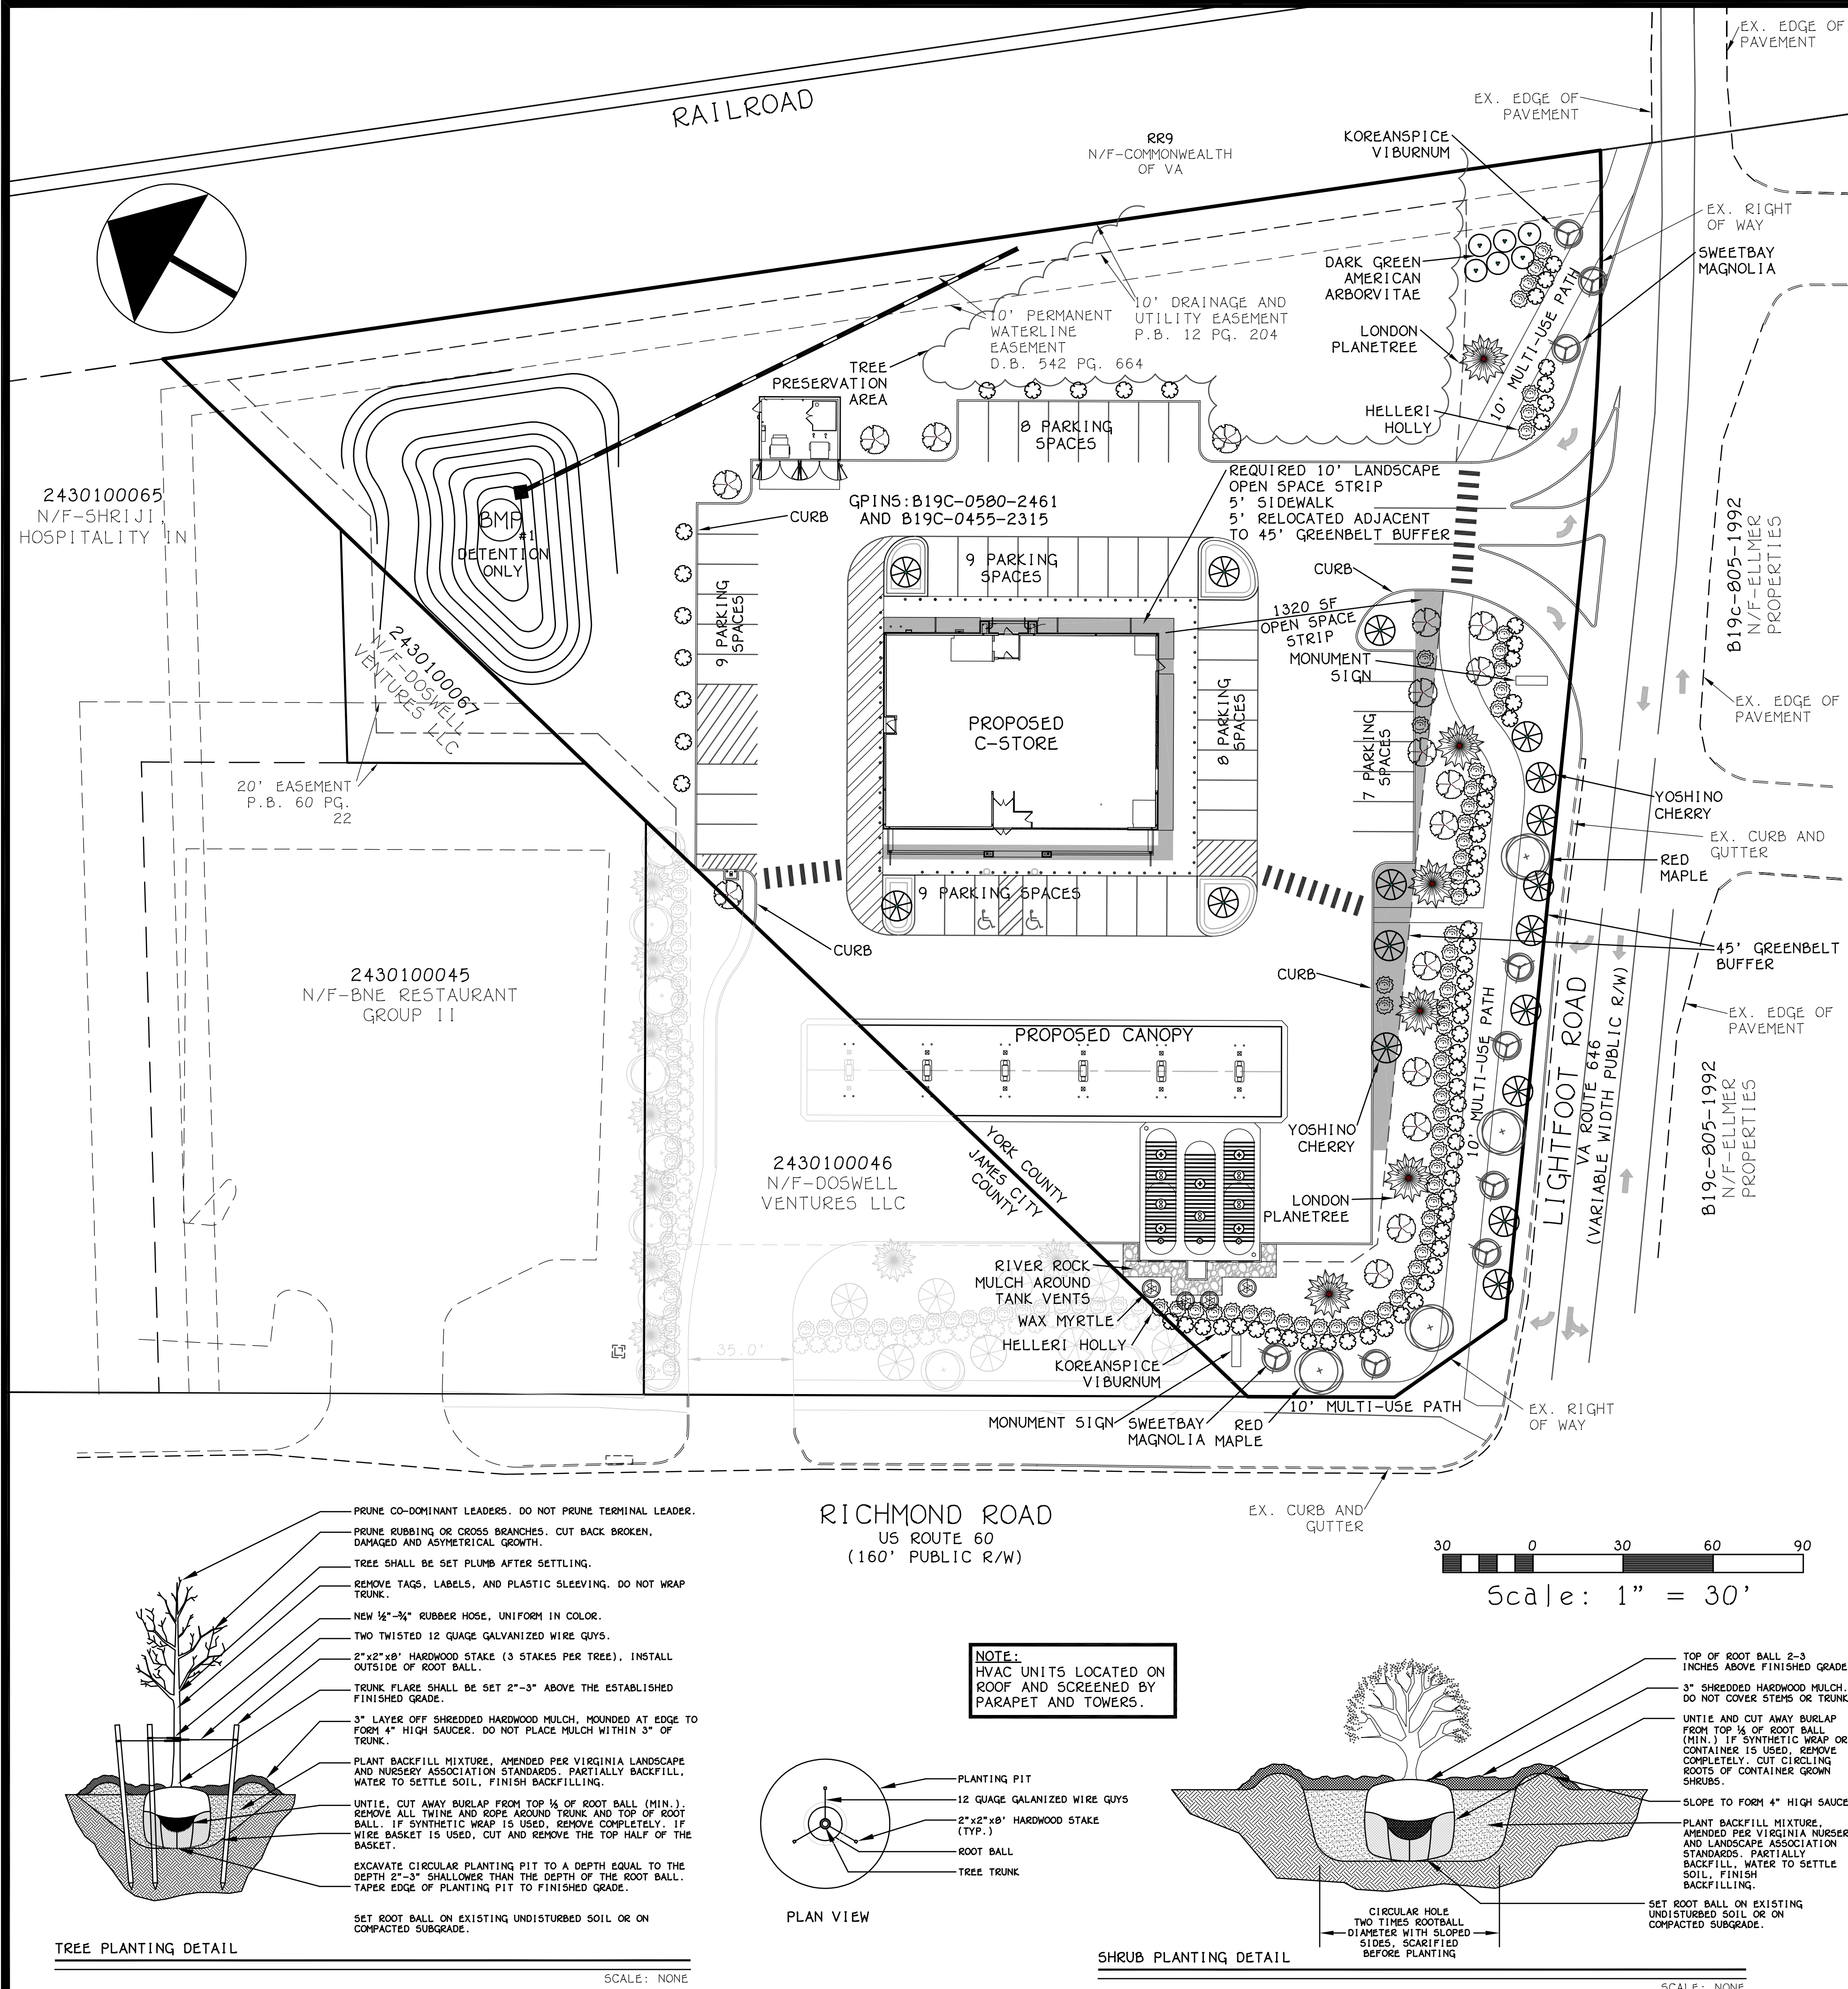 EX. EDGE OF
PAVEMENT
EX. EDGE OF
PAVEMENT
RAILROAD
RR9
N/F-COMMONWEALTH
OF VA
KOREANSPICE
VIBURNUM
EX. RIGHT
OF WAY
SWEETBAY
MAGNOLIA
DARK GREEN
AMERICAN
ARBORVITAE
10' DRAINAGE AND
UTILITY EASEMENT
P.B. 12 PG. 204
10' PERMANENT
WATERLINE
EASEMENT
D.B. 542 PG. 664
LONDON
PLANETREE
10' MULTI-USE PATH
TREE
PRESERVATION
AREA
HELLERI
HOLLY
8 PARKING
SPACES
REQUIRED 10' LANDSCAPE
OPEN SPACE STRIP
5' SIDEWALK
5' RELOCATED ADJACENT
TO 45' GREENBELT BUFFER
2430100065
N/F-SHRIJI,
HOSPITALITY IN
BMP
#1
DETENTION
ONLY
CURB
GPINS:B19C-0580-2461
AND B19C-0455-2315
B19c-805-1992
N/F-ELLMER
PROPERTIES
9 PARKING
SPACES
CURB
9 PARKING
SPACES
1320 SF
OPEN SPACE
STRIP
MONUMENT
SIGN
2430100067
N/F-DOSWELL
VENTURES LLC
EX. EDGE OF
PAVEMENT
PROPOSED
C-STORE
8 PARKING
SPACES
7 PARKING
SPACES
20' EASEMENT
P.B. 60 PG.
22
YOSHINO
CHERRY
EX. CURB AND
GUTTER
RED
MAPLE
9 PARKING SPACES
CURB
45' GREENBELT
BUFFER
2430100045
N/F-BNE RESTAURANT
GROUP II
CURB
EX. EDGE OF
PAVEMENT
PROPOSED CANOPY
10' MULTI-USE PATH
LIGHTFOOT ROAD
VA ROUTE 646
(VARIABLE WIDTH PUBLIC R/W)
B19c-805-1992
N/F-ELLMER
PROPERTIES
YOSHINO
CHERRY
YORK COUNTY
JAMES CITY
COUNTY
2430100046
N/F-DOSWELL
VENTURES LLC
LONDON
PLANETREE
RIVER ROCK
MULCH AROUND
TANK VENTS
WAX MYRTLE
HELLERI HOLLY
35.0'
KOREANSPICE
VIBURNUM
MONUMENT SIGN
SWEETBAY
MAGNOLIA
RED
MAPLE
10' MULTI-USE PATH
EX. RIGHT
OF WAY
RICHMOND ROAD
US ROUTE 60
(160' PUBLIC R/W)
EX. CURB AND
GUTTER
30 0 30 60 90
Scale: 1" = 30'
PRUNE CO-DOMINANT LEADERS. DO NOT PRUNE TERMINAL LEADER.
PRUNE RUBBING OR CROSS BRANCHES. CUT BACK BROKEN,
DAMAGED AND ASYMETRICAL GROWTH.
TREE SHALL BE SET PLUMB AFTER SETTLING.
REMOVE TAGS, LABELS, AND PLASTIC SLEEVING. DO NOT WRAP
TRUNK.
NEW ½"-¾" RUBBER HOSE, UNIFORM IN COLOR.
TWO TWISTED 12 GUAGE GALVANIZED WIRE GUYS.
2"x2"x8' HARDWOOD STAKE (3 STAKES PER TREE), INSTALL
OUTSIDE OF ROOT BALL.
TRUNK FLARE SHALL BE SET 2"-3" ABOVE THE ESTABLISHED
FINISHED GRADE.
3" LAYER OFF SHREDDED HARDWOOD MULCH, MOUNDED AT EDGE TO
FORM 4" HIGH SAUCER. DO NOT PLACE MULCH WITHIN 3" OF
TRUNK.
PLANT BACKFILL MIXTURE, AMENDED PER VIRGINIA LANDSCAPE
AND NURSERY ASSOCIATION STANDARDS. PARTIALLY BACKFILL,
WATER TO SETTLE SOIL, FINISH BACKFILLING.
UNTIE, CUT AWAY BURLAP FROM TOP ⅓ OF ROOT BALL (MIN.).
REMOVE ALL TWINE AND ROPE AROUND TRUNK AND TOP OF ROOT
BALL. IF SYNTHETIC WRAP IS USED, REMOVE COMPLETELY. IF
WIRE BASKET IS USED, CUT AND REMOVE THE TOP HALF OF THE
BASKET.
EXCAVATE CIRCULAR PLANTING PIT TO A DEPTH EQUAL TO THE
DEPTH 2"-3" SHALLOWER THAN THE DEPTH OF THE ROOT BALL.
TAPER EDGE OF PLANTING PIT TO FINISHED GRADE.
SET ROOT BALL ON EXISTING UNDISTURBED SOIL OR ON
COMPACTED SUBGRADE.
TREE PLANTING DETAIL
SCALE: NONE
NOTE:
HVAC UNITS LOCATED ON
ROOF AND SCREENED BY
PARAPET AND TOWERS.
PLANTING PIT
12 GUAGE GALANIZED WIRE GUYS
2"x2"x8' HARDWOOD STAKE
(TYP.)
ROOT BALL
TREE TRUNK
PLAN VIEW
TOP OF ROOT BALL 2-3
INCHES ABOVE FINISHED GRADE
3" SHREDDED HARDWOOD MULCH.
DO NOT COVER STEMS OR TRUNK
UNTIE AND CUT AWAY BURLAP
FROM TOP ⅓ OF ROOT BALL
(MIN.) IF SYNTHETIC WRAP OR
CONTAINER IS USED, REMOVE
COMPLETELY. CUT CIRCLING
ROOTS OF CONTAINER GROWN
SHRUBS.
SLOPE TO FORM 4" HIGH SAUCE
PLANT BACKFILL MIXTURE,
AMENDED PER VIRGINIA NURSER
AND LANDSCAPE ASSOCIATION
STANDARDS. PARTIALLY
BACKFILL, WATER TO SETTLE
SOIL, FINISH
BACKFILLING.
SET ROOT BALL ON EXISTING
UNDISTURBED SOIL OR ON
COMPACTED SUBGRADE.
CIRCULAR HOLE
TWO TIMES ROOTBALL
DIAMETER WITH SLOPED
SIDES, SCARIFIED
BEFORE PLANTING
SHRUB PLANTING DETAIL
SCALE: NONE